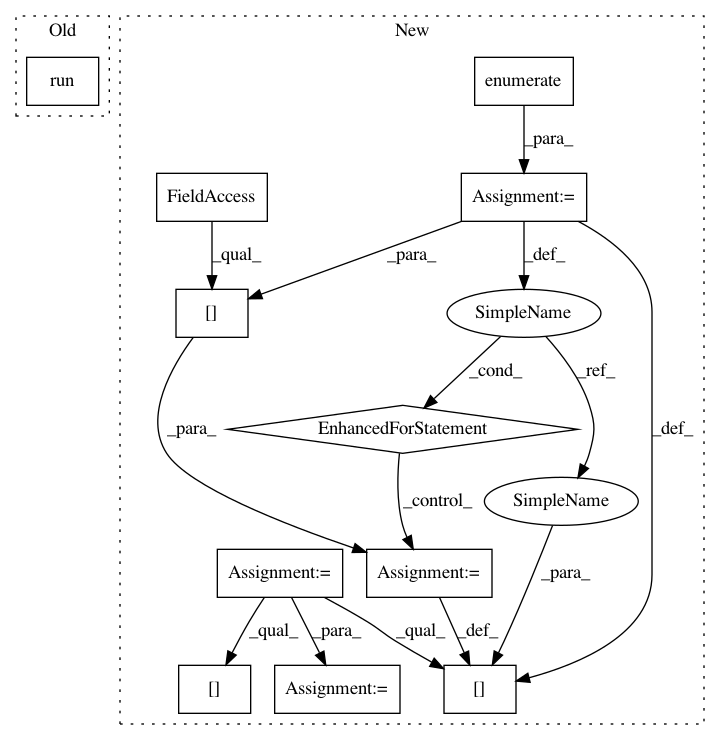 Old
New
run
enumerate
_para_
FieldAccess
Assignment:=
_qual_
_para_
_def_
[]
SimpleName
_cond_
_ref_
_para_
EnhancedForStatement
_def_
_control_
SimpleName
Assignment:=
Assignment:=
_para_
_qual_
_para_
_qual_
_def_
[]
Assignment:=
[]